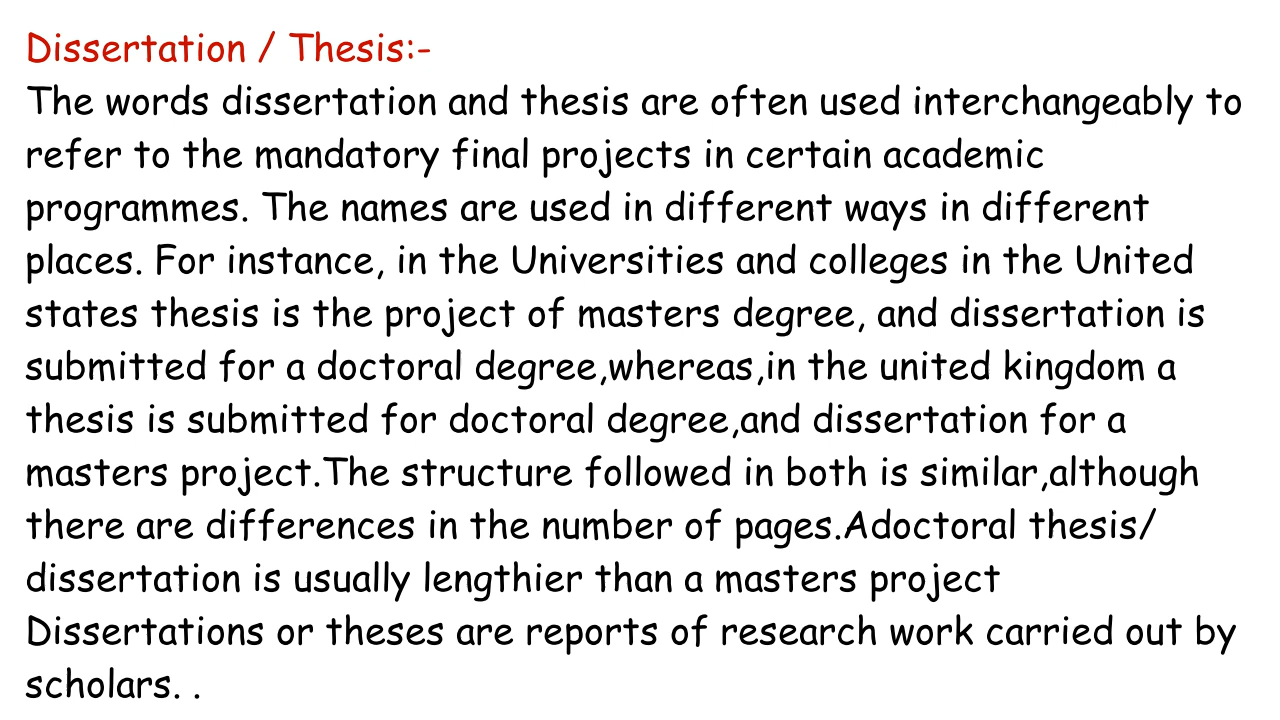 Dissertation / Thesis:-
The words dissertation and thesis are often used interchangeably to
refer to the mandatory final projects in certain academic
programmes. The names are used in different ways in different
places. For instance, in the Universities and colleges in the United
states thesis is the project of masters degree, and dissertation is
submitted for a doctoral degree,whereas,in the united kingdom a
thesis is submitted for doctoral degree,and dissertation for a
masters project.The structure followed in both is similar,although
there are differences in the number of pages.Adoctoral thesis/
dissertation is usually lengthier than a masters project
Dissertations or theses are reports of research work carried out by
scholars. .